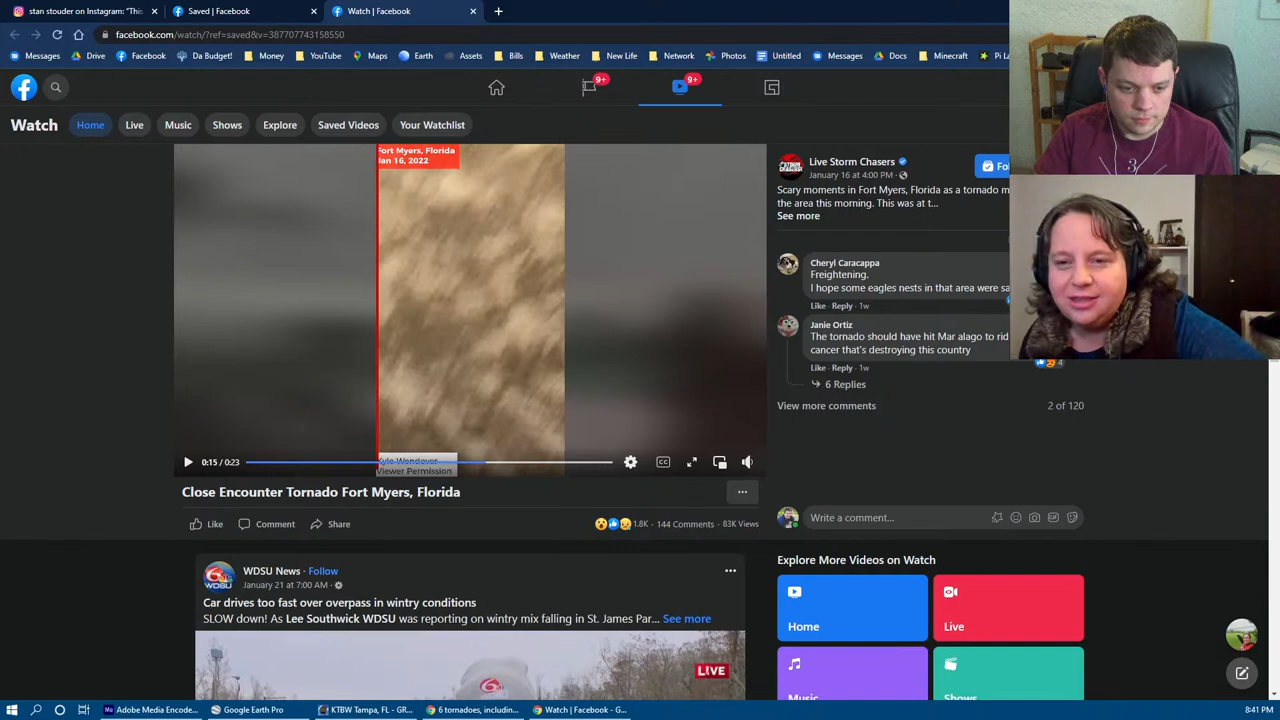 stan stouder on Instagram: "This
Saved | Facebook
Watch | Facebook
facebook.com/watch/?ref=saved&v=387707743158550
Messages
Drive
Facebook
Da Budget!
Money
YouTube
Maps
Earth
Assets
Bills
Weather
New Life
Network
Photos
Untitled
Messages
Docs
Minecraft
Pi La
9+
9+
Watch
Home
Live
Music
Shows
Explore
Saved Videos
Your Watchlist
Fort Myers, Florida
Jan 16, 2022
Kyle Wendover
Viewer Permission
0:15 / 0:23
CC
Close Encounter Tornado Fort Myers, Florida
Like
Comment
Share
1.8K · 144 Comments · 83K Views
Live Storm Chasers
January 16 at 4:00 PM ·
Fol
Scary moments in Fort Myers, Florida as a tornado m
the area this morning. This was at t...
See more
Cheryl Caracappa
Freightening.
I hope some eagles nests in that area were sa
Like · Reply · 1w
Janie Ortiz
The tornado should have hit Mar alago to rid
cancer that's destroying this country
4
Like · Reply · 1w
6 Replies
View more comments
2 of 120
Write a comment...
WDSU News · Follow
January 21 at 7:00 AM ·
Car drives too fast over overpass in wintry conditions
SLOW down! As Lee Southwick WDSU was reporting on wintry mix falling in St. James Par... See more
LIVE
Explore More Videos on Watch
Home
Live
Music
Shows
Adobe Media Encode...
Google Earth Pro
KTBW Tampa, FL - GR...
6 tornadoes, includin...
Watch | Facebook - G...
8:41 PM